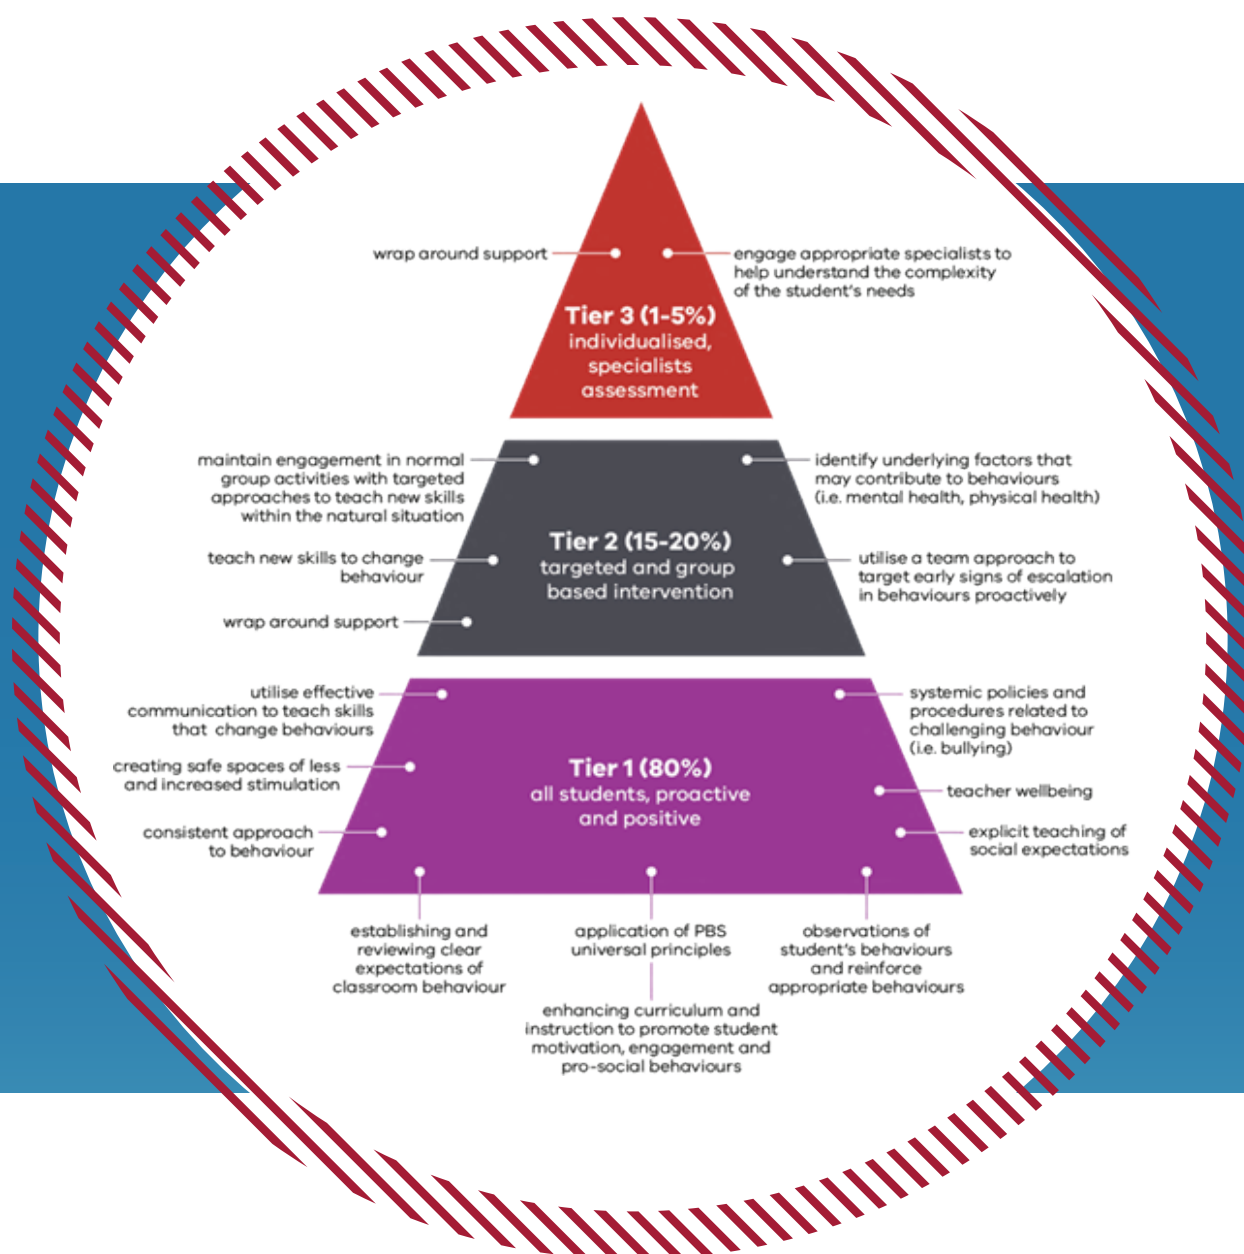 wrap around support
engage appropriate specialists to
help understand the complexity
of the student's needs
Tier 3 (1-5%)
individualised,
specialists
assessment
maintain engagement in normal
group activities with targeted
approaches to teach new skills
within the natural situation
identify underlying factors that
may contribute to behaviours
(i.e. mental health, physical health)
Tier 2 (15-20%)
targeted and group
based intervention
teach new skills to change
behaviour
utilise a team approach to
target early signs of escalation
in behaviours proactively
wrap around support
utilise effective
communication to teach skills
that change behaviours
systemic policies and
procedures related to
challenging behaviour
(i.e. bullying)
creating safe spaces of less
and increased stimulation
Tier 1 (80%)
all students, proactive
and positive
teacher wellbeing
consistent approach
to behaviour
explicit teaching of
social expectations
establishing and
reviewing clear
expectations of
classroom behaviour
application of PBS
universal principles
observations of
student's behaviours
and reinforce
appropriate behaviours
enhancing curriculum and
instruction to promote student
motivation, engagement and
pro-social behaviours